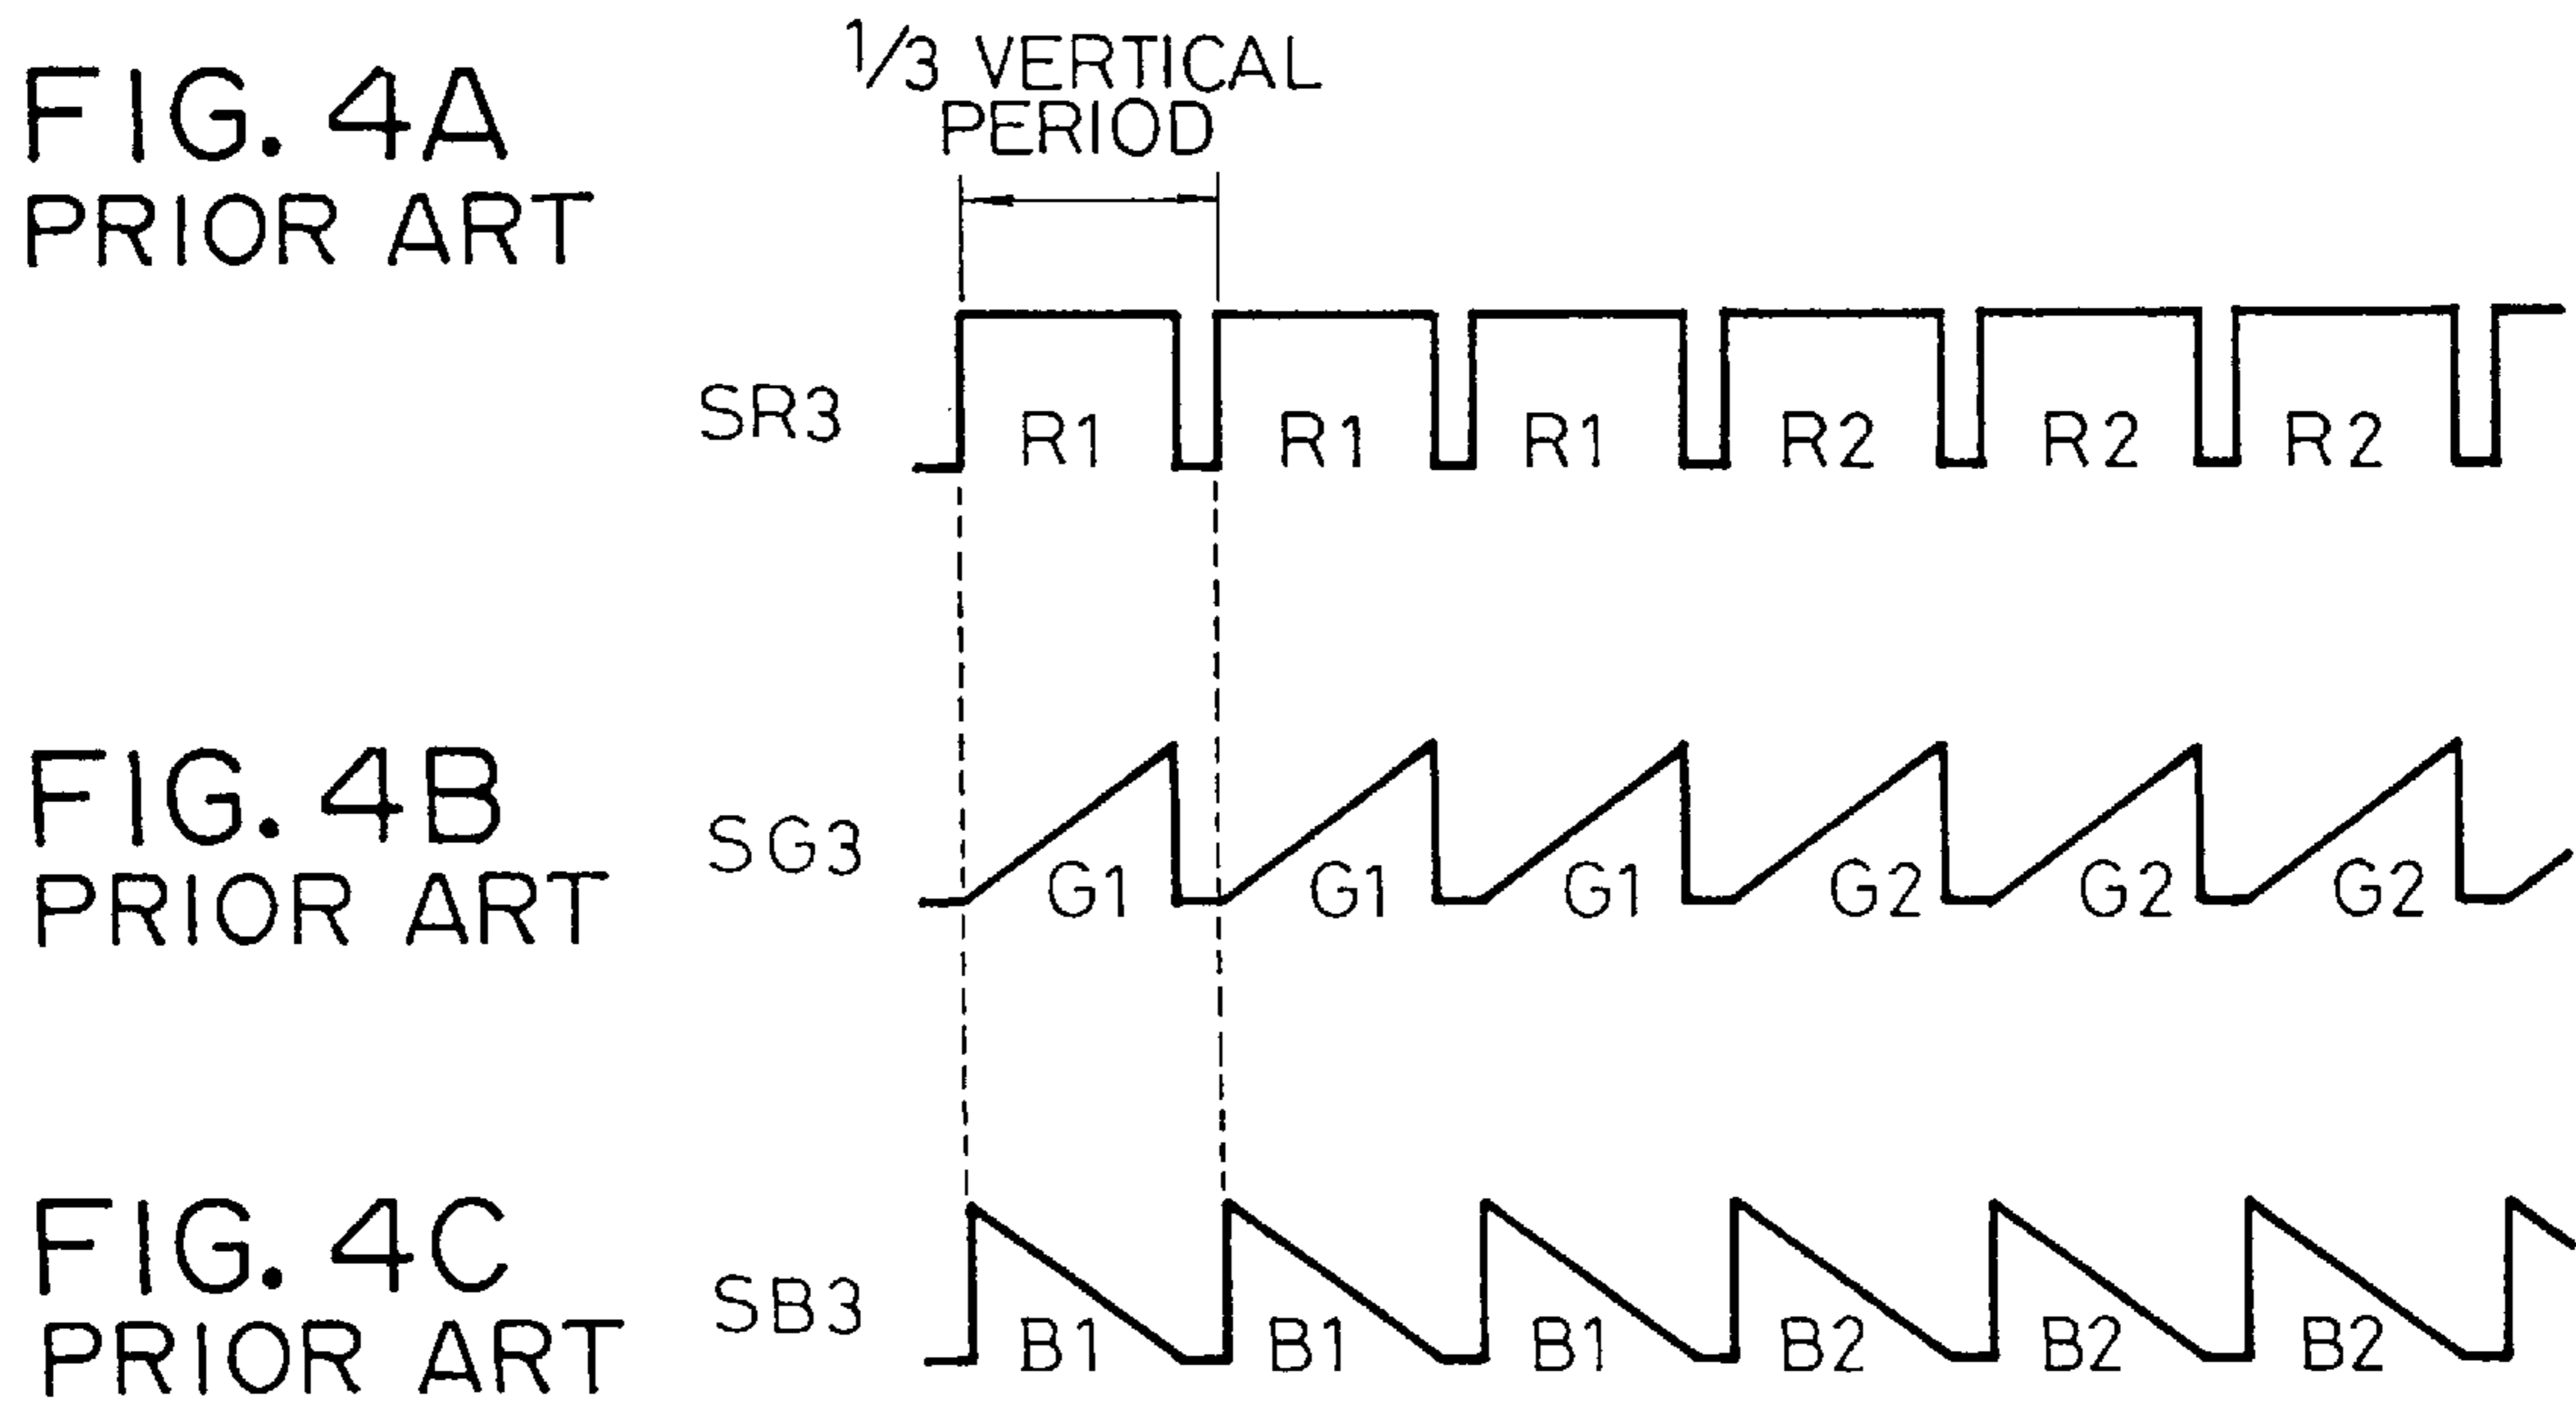 FIG. 4A
PRIOR ART
1/3 VERTICAL
PERIOD
SR3
R1 R1 R1 R2 R2 R2
FIG. 4B
PRIOR ART
SG3
G1 G1 G1 G2 G2 G2
FIG. 4C
PRIOR ART
SB3
B1 B1 B1 B2 B2 B2